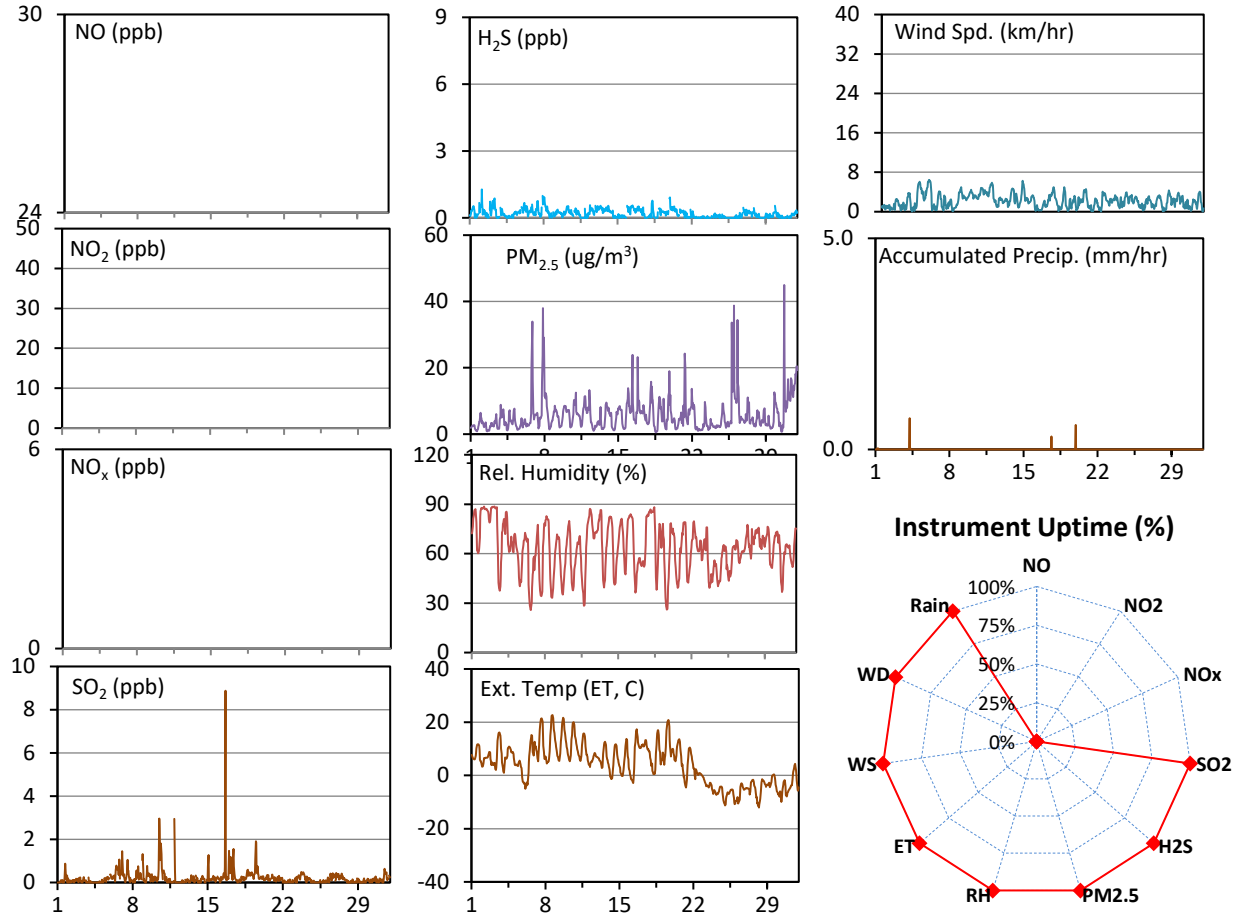 NO (ppb)
30
24
NO₂ (ppb)
50
40
30
20
10
0
NOₓ (ppb)
6
0
SO₂ (ppb)
10
8
6
4
2
0
1 8 15 22 29
H₂S (ppb)
9
6
3
0
PM₂.₅ (ug/m³)
60
40
20
0
1 8 15 22 29
Rel. Humidity (%)
120
90
60
30
0
Ext. Temp (ET, C)
40
20
0
-20
-40
1 8 15 22 29
Wind Spd. (km/hr)
40
32
24
16
8
0
Accumulated Precip. (mm/hr)
5.0
0.0
1 8 15 22 29
Instrument Uptime (%)
NO
NO2
NOx
SO2
H2S
PM2.5
RH
ET
WS
WD
Rain
100%
75%
50%
25%
0%